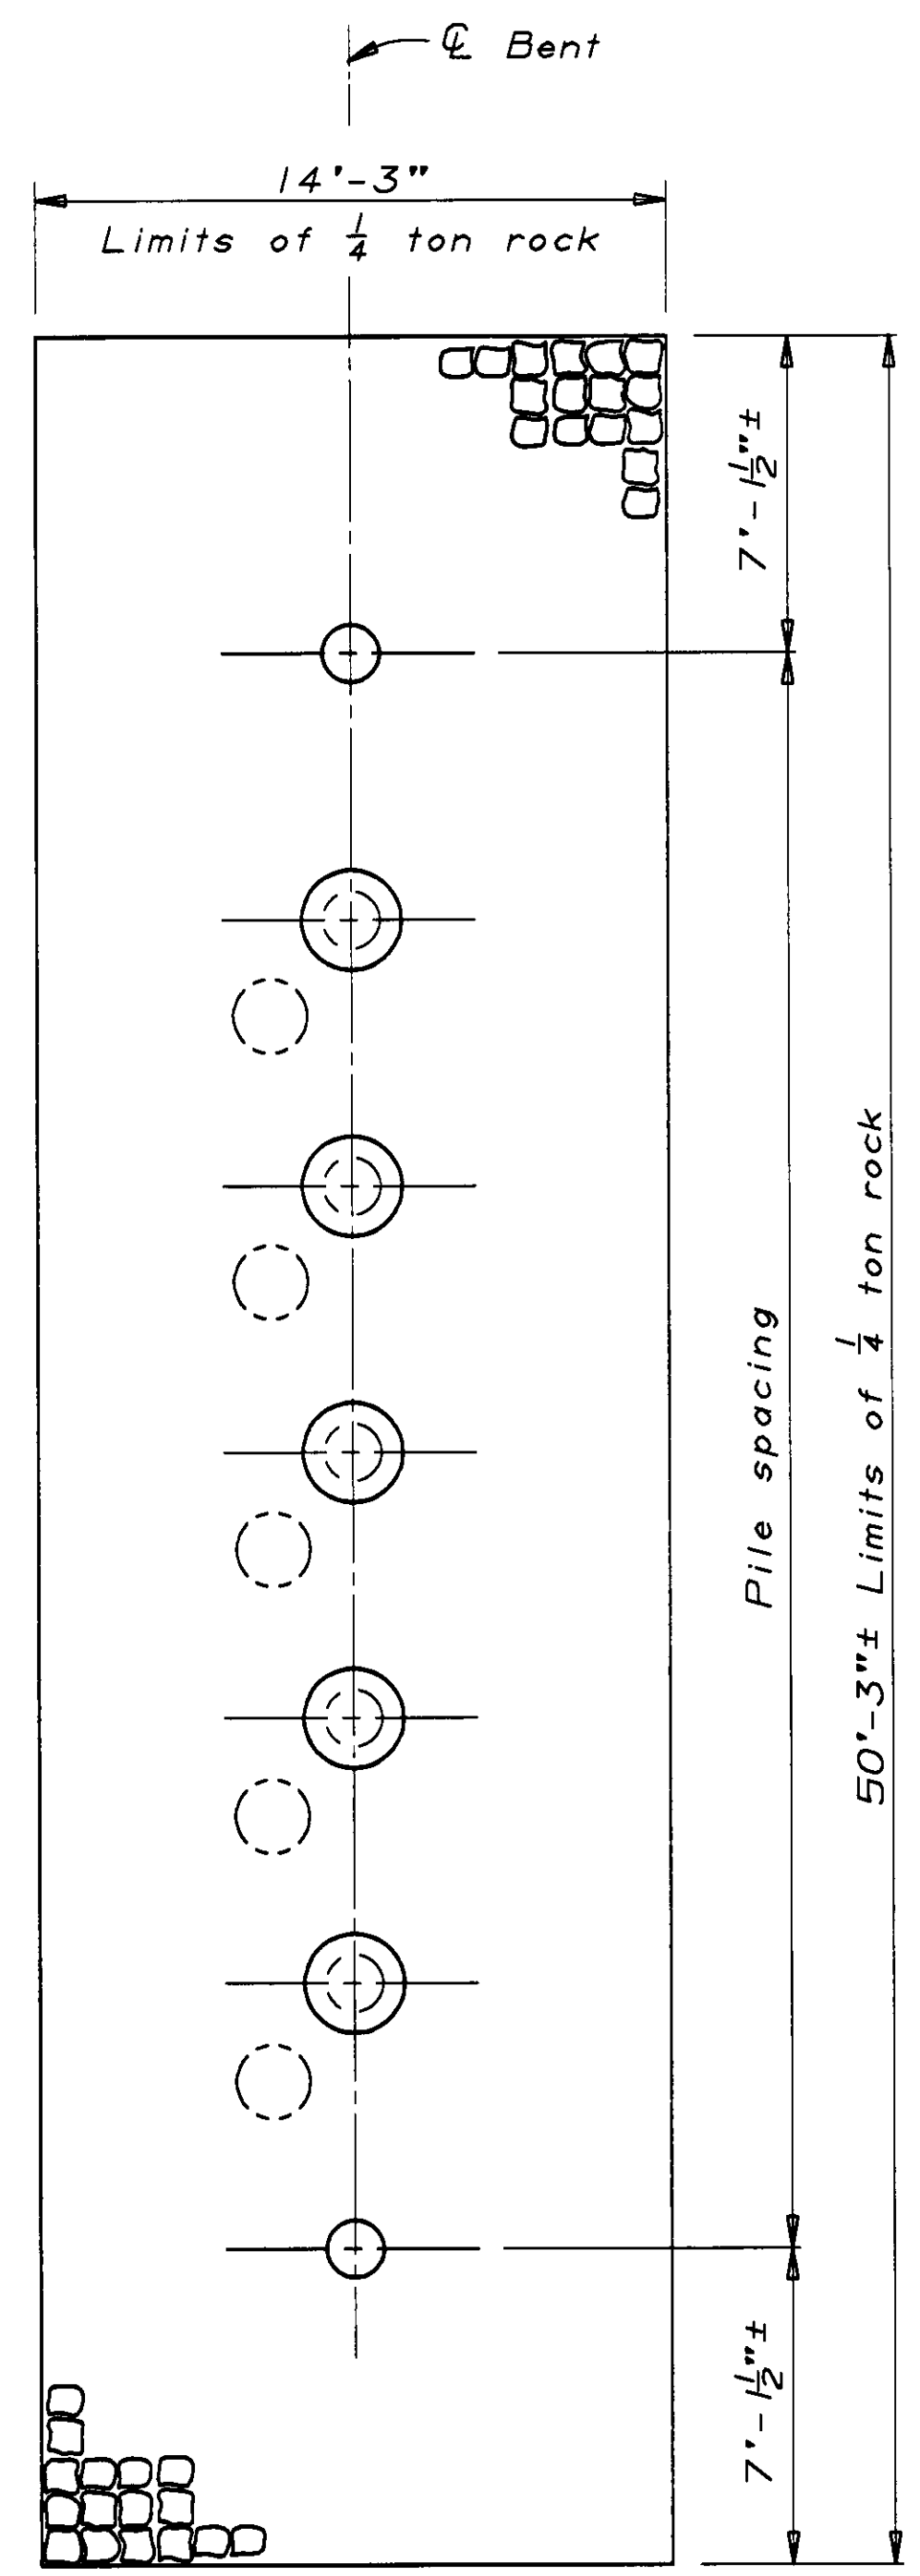 ℄ Bent
14'-3"
Limits of 1/4 ton rock
7'-1 1/2"±
Pile spacing
50'-3"± Limits of 1/4 ton rock
7'-1 1/2"±